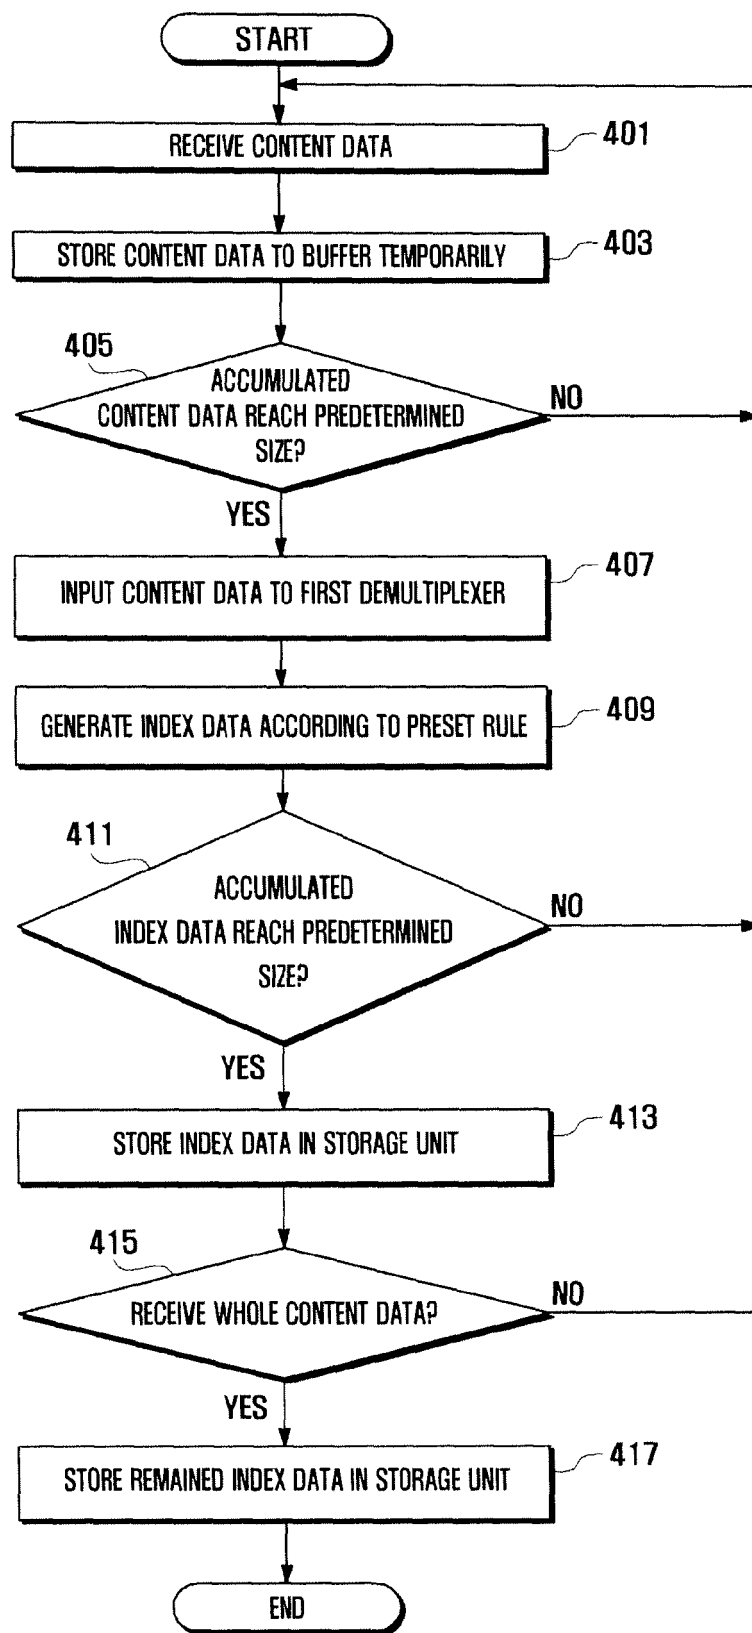 START
RECEIVE CONTENT DATA
401
STORE CONTENT DATA TO BUFFER TEMPORARILY
403
405
ACCUMULATED
CONTENT DATA REACH PREDETERMINED
SIZE?
NO
YES
INPUT CONTENT DATA TO FIRST DEMULTIPLEXER
407
GENERATE INDEX DATA ACCORDING TO PRESET RULE
409
411
ACCUMULATED
INDEX DATA REACH PREDETERMINED
SIZE?
NO
YES
STORE INDEX DATA IN STORAGE UNIT
413
415
RECEIVE WHOLE CONTENT DATA?
NO
YES
STORE REMAINED INDEX DATA IN STORAGE UNIT
417
END